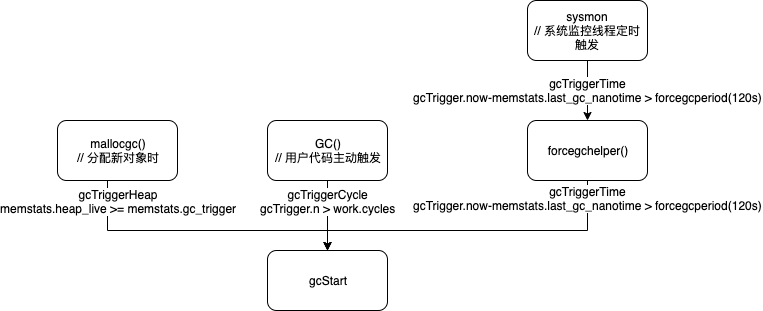 sysmon
// 系统监控线程定时
触发
gcTriggerTime
gcTrigger.now-memstats.last_gc_nanotime > forcegcperiod(120s)
mallocgc()
// 分配新对象时
GC()
// 用户代码主动触发
forcegchelper()
gcTriggerHeap
memstats.heap_live >= memstats.gc_trigger
gcTriggerCycle
gcTrigger.n > work.cycles
gcTriggerTime
gcTrigger.now-memstats.last_gc_nanotime > forcegcperiod(120s)
gcStart